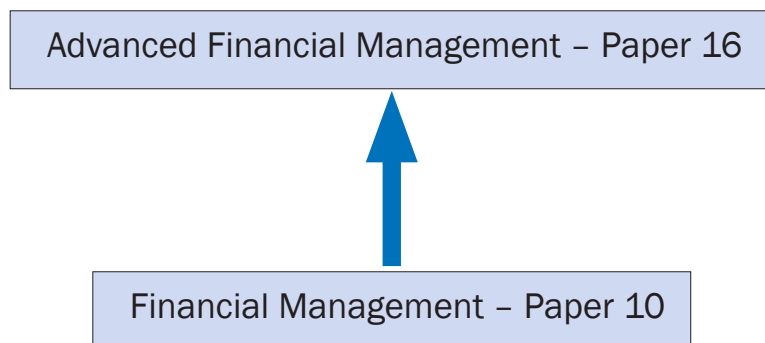 Advanced Financial Management – Paper 16
Financial Management – Paper 10